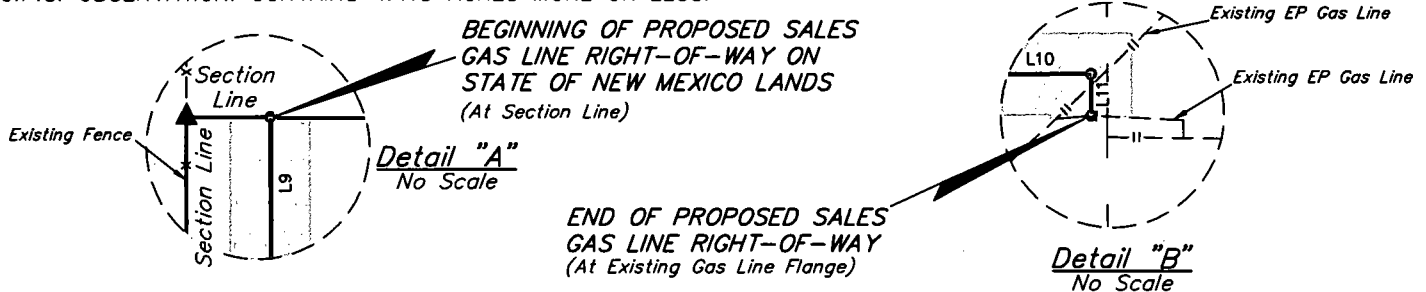 BEGINNING OF PROPOSED SALES
GAS LINE RIGHT-OF-WAY ON
STATE OF NEW MEXICO LANDS
(At Section Line)
Section
Line
Existing Fence
Section Line
L9
Detail "A"
No Scale
END OF PROPOSED SALES
GAS LINE RIGHT-OF-WAY
(At Existing Gas Line Flange)
Existing EP Gas Line
L10
L11
Existing EP Gas Line
Detail "B"
No Scale